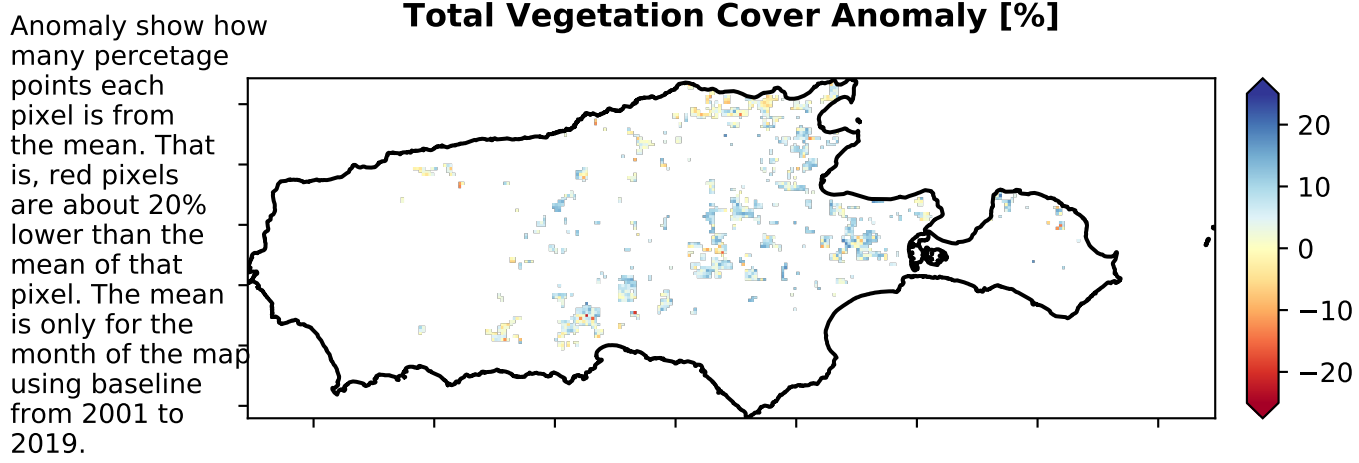 Total Vegetation Cover Anomaly [%]
Anomaly show how
many percetage
points each
pixel is from
the mean. That
is, red pixels
are about 20%
lower than the
mean of that
pixel. The mean
is only for the
month of the map
using baseline
from 2001 to
2019.
20
10
0
−10
−20